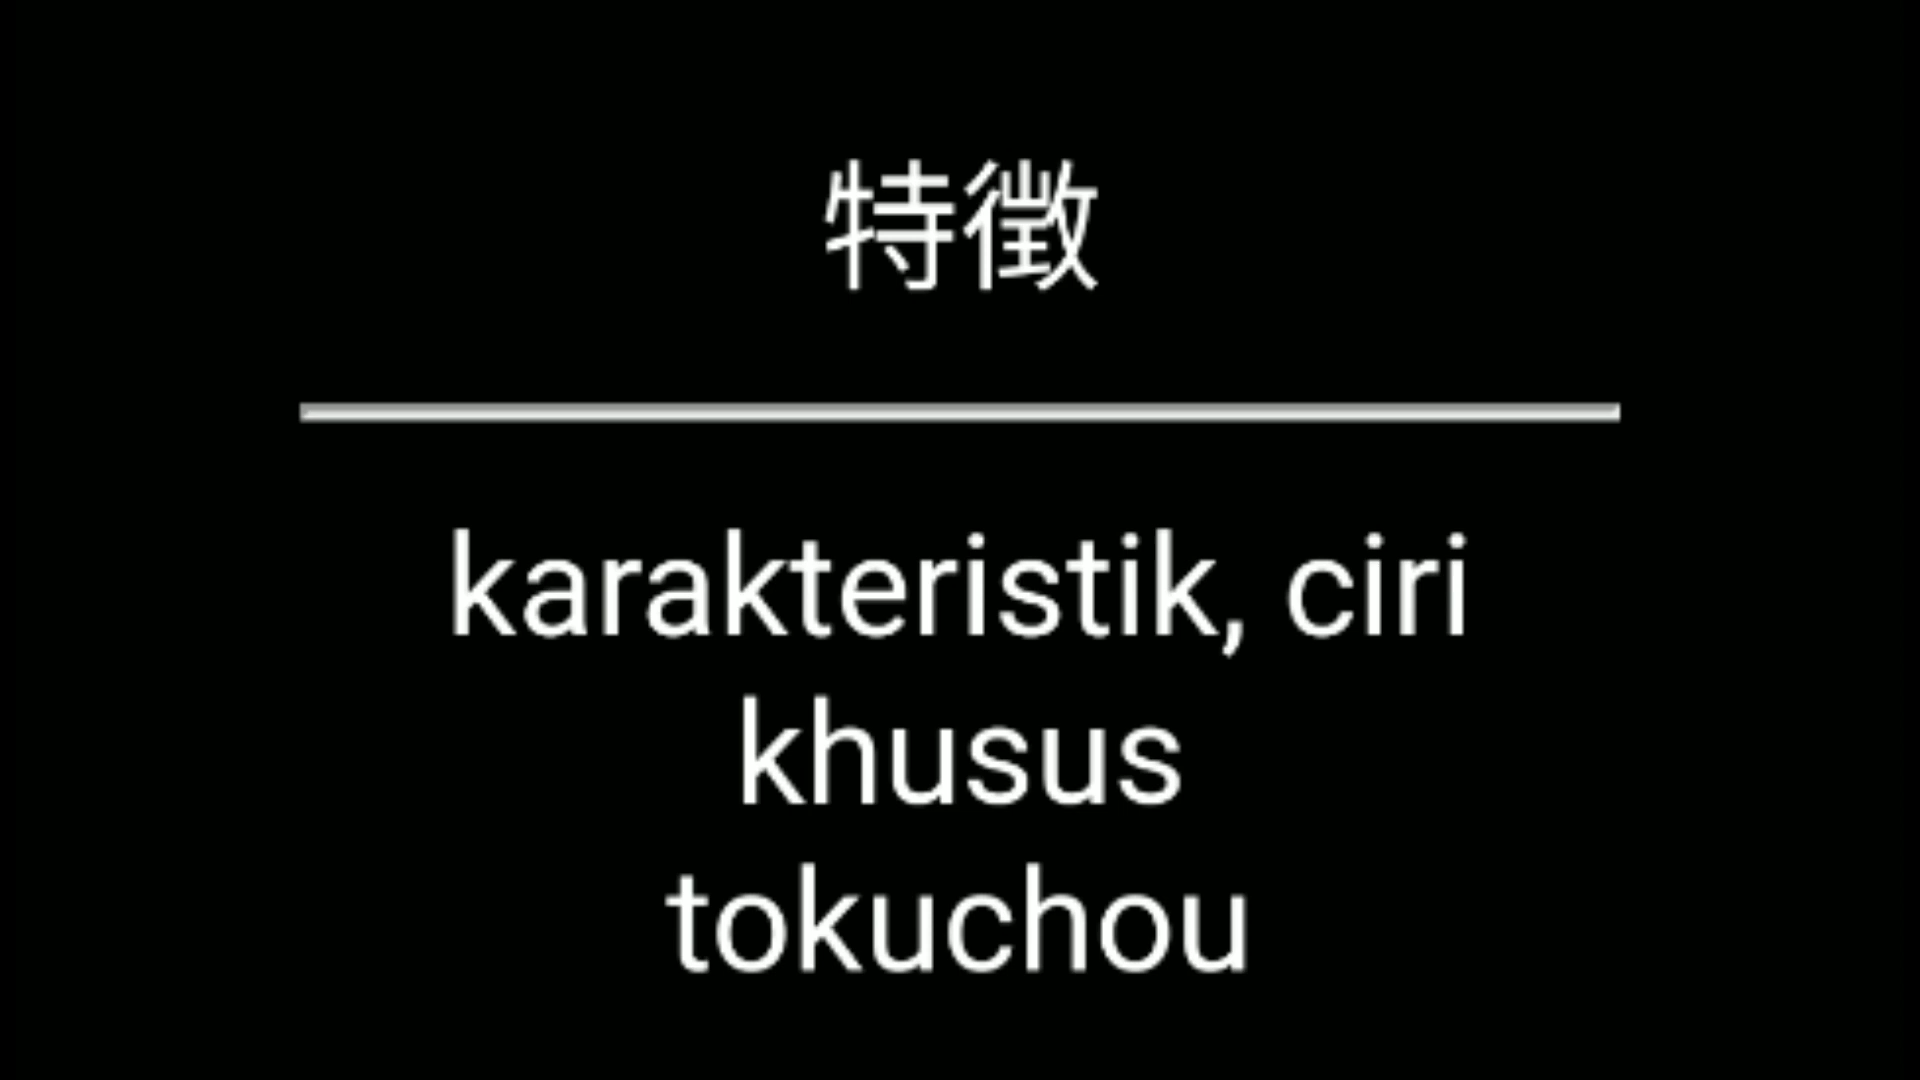 特徴
karakteristik, ciri
khusus
tokuchou